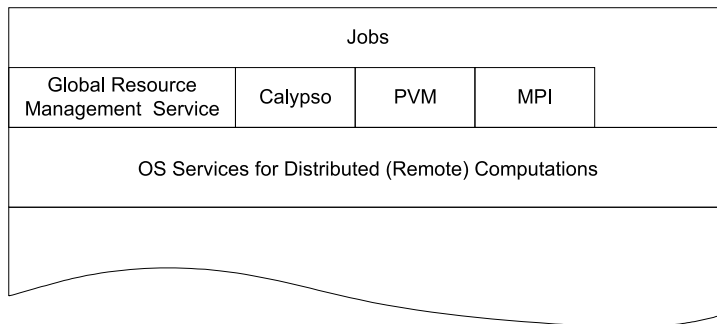 Jobs
Global Resource
Management Service
Calypso
PVM
MPI
OS Services for Distributed (Remote) Computations